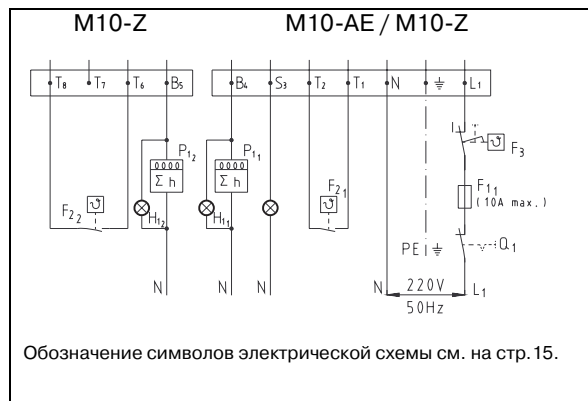 M10-Z M10-AE / M10-Z
T8 T7 T6 B5 B4 S3 T2 T1 N L1
P12 P11 F3
0000 0000
Σ h Σ h F11
(10A max.)
F22 ϑ H12 H11 F21 ϑ ϑ
PE Q1
N N N N 220V L1
50Hz
Обозначение символов электрической схемы см. на стр.15.